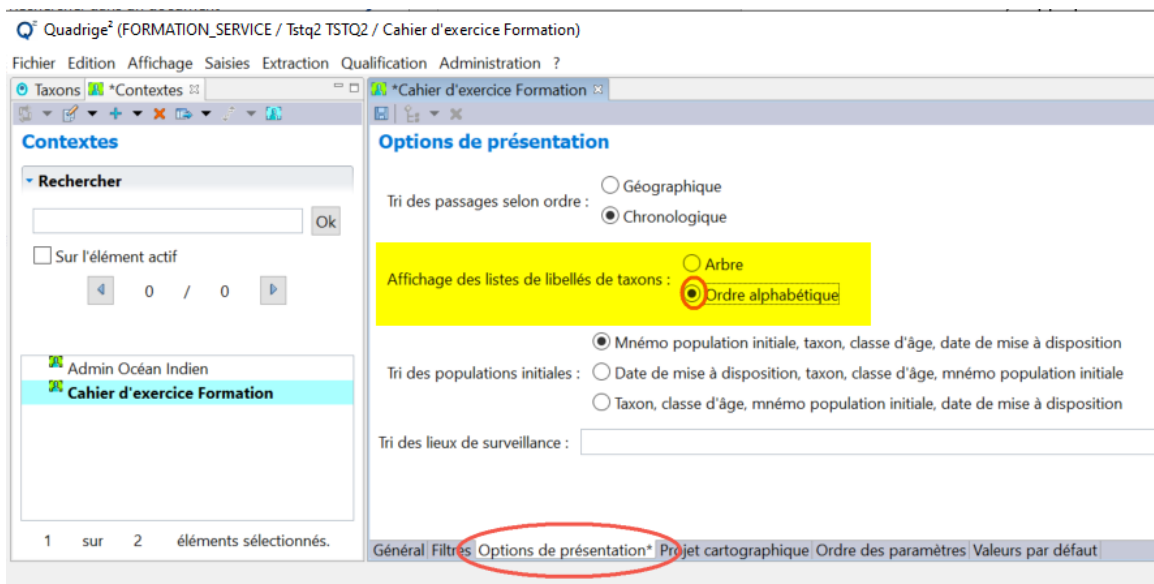 Quadrige² (FORMATION_SERVICE / Tstq2 TSTQ2 / Cahier d'exercice Formation)
Fichier Edition Affichage Saisies Extraction Qualification Administration ?
Taxons *Contextes
*Cahier d'exercice Formation
Contextes
Rechercher
Ok
Sur l'élément actif
0 / 0
Admin Océan Indien
Cahier d'exercice Formation
1 sur 2 éléments sélectionnés.
Options de présentation
Tri des passages selon ordre :
Géographique
Chronologique
Affichage des listes de libellés de taxons :
Arbre
Ordre alphabétique
Tri des populations initiales :
Mnémo population initiale, taxon, classe d'âge, date de mise à disposition
Date de mise à disposition, taxon, classe d'âge, mnémo population initiale
Taxon, classe d'âge, mnémo population initiale, date de mise à disposition
Tri des lieux de surveillance :
Général Filtres Options de présentation* Projet cartographique Ordre des paramètres Valeurs par défaut